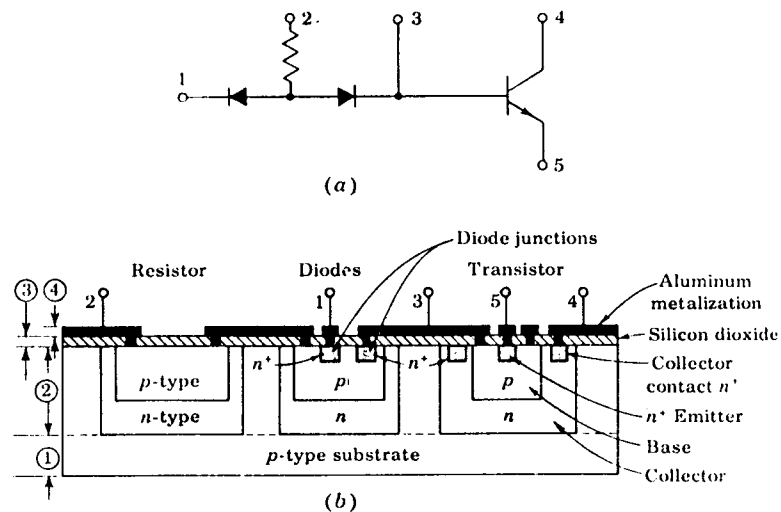 2
3
4
1
5
(a)
Diode junctions
Resistor
Diodes
Transistor
③
④
2
1
3
5
4
Aluminum
metalization
Silicon dioxide
n⁺
n⁺
Collector
contact n⁺
p-type
p
p
②
n⁺ Emitter
n-type
n
n
Base
①
p-type substrate
Collector
(b)